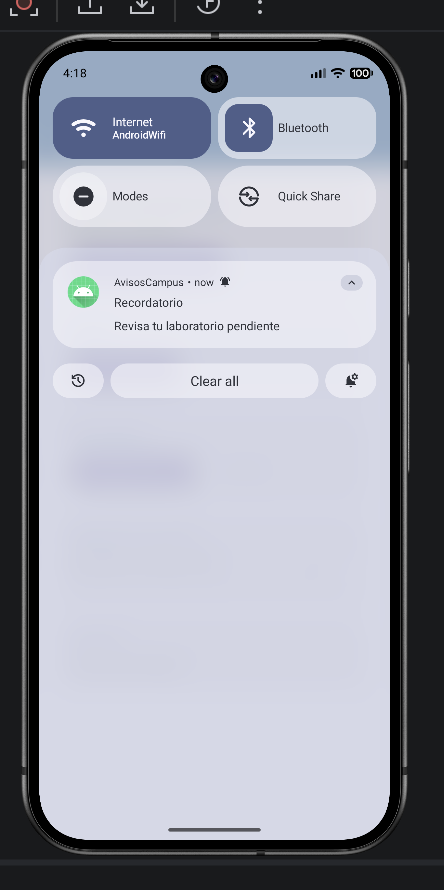 4:18
100
Internet
AndroidWifi
Bluetooth
Modes
Quick Share
AvisosCampus • now
Recordatorio
Revisa tu laboratorio pendiente
Clear all